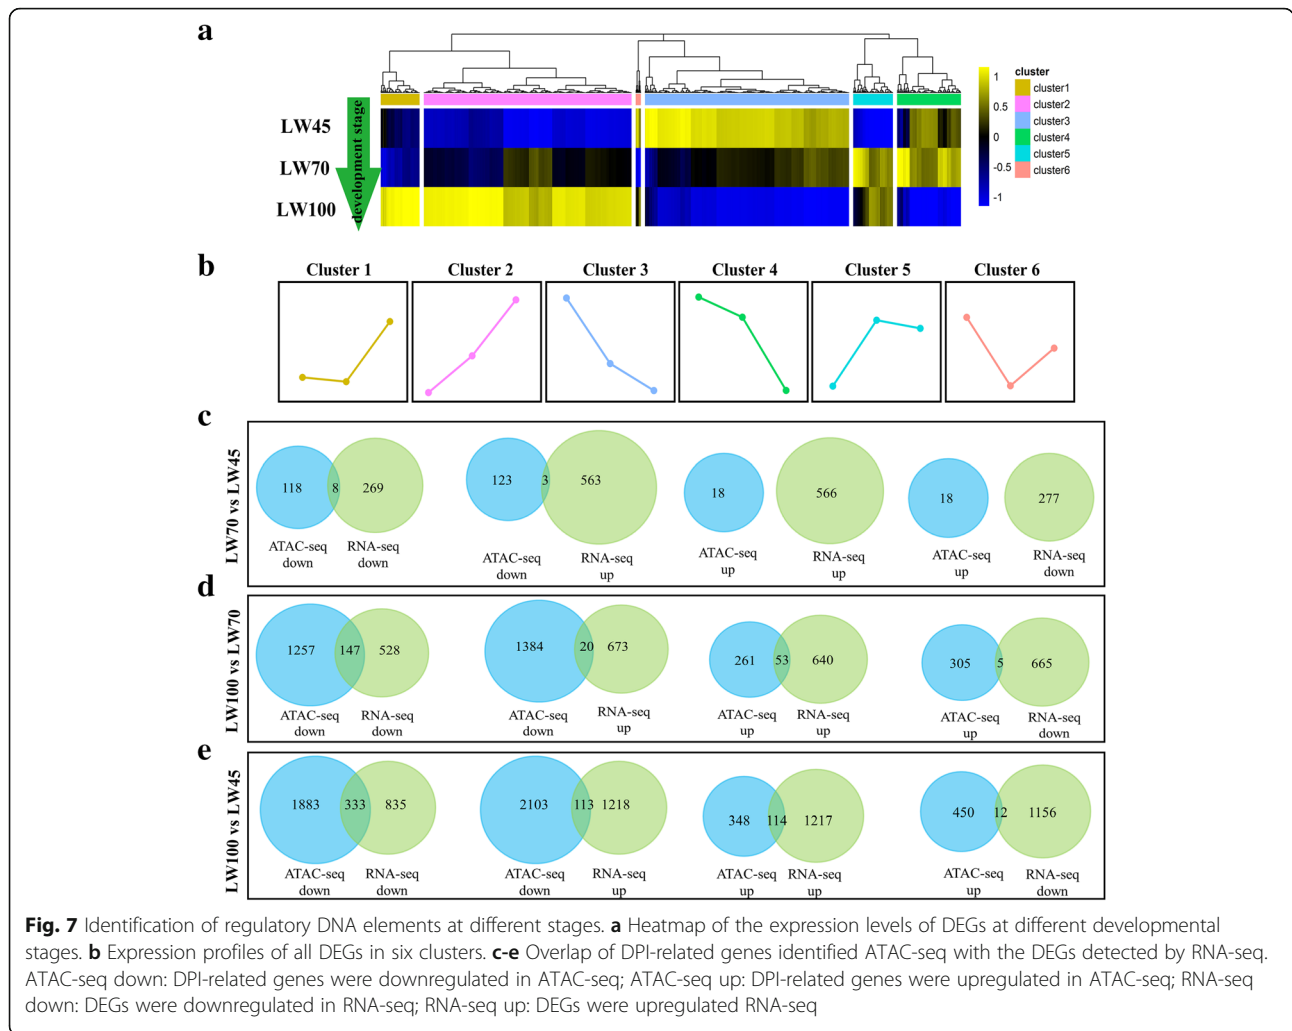 a
LW45
LW70
LW100
development stage
1
0.5
0
-0.5
-1
cluster
cluster1
cluster2
cluster3
cluster4
cluster5
cluster6
b
Cluster 1
Cluster 2
Cluster 3
Cluster 4
Cluster 5
Cluster 6
c
LW70 vs LW45
118 8 269
ATAC-seq down
RNA-seq down
123 3 563
ATAC-seq down
RNA-seq up
18 566
ATAC-seq up
RNA-seq up
18 277
ATAC-seq up
RNA-seq down
d
LW100 vs LW70
1257 147 528
ATAC-seq down
RNA-seq down
1384 20 673
ATAC-seq down
RNA-seq up
261 53 640
ATAC-seq up
RNA-seq up
305 5 665
ATAC-seq up
RNA-seq down
e
LW100 vs LW45
1883 333 835
ATAC-seq down
RNA-seq down
2103 113 1218
ATAC-seq down
RNA-seq up
348 114 1217
ATAC-seq up
RNA-seq up
450 12 1156
ATAC-seq up
RNA-seq down
Fig. 7 Identification of regulatory DNA elements at different stages. a Heatmap of the expression levels of DEGs at different developmental
stages. b Expression profiles of all DEGs in six clusters. c-e Overlap of DPI-related genes identified ATAC-seq with the DEGs detected by RNA-seq.
ATAC-seq down: DPI-related genes were downregulated in ATAC-seq; ATAC-seq up: DPI-related genes were upregulated in ATAC-seq; RNA-seq
down: DEGs were downregulated in RNA-seq; RNA-seq up: DEGs were upregulated RNA-seq